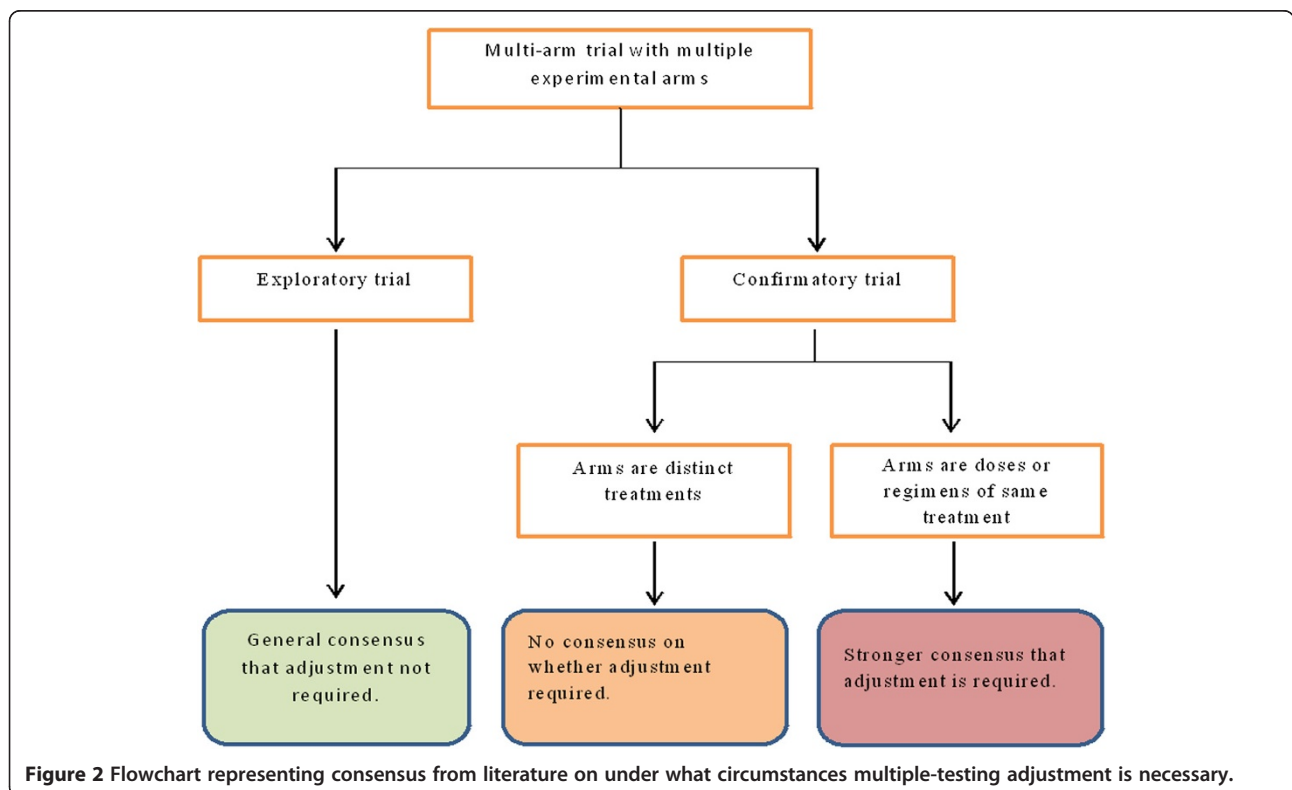 Multi-arm trial with multiple
experimental arms
Exploratory trial
Confirmatory trial
Arms are distinct
treatments
Arms are doses or
regimens of same
treatment
General consensus
that adjustment not
required.
No consensus on
whether adjustment
required.
Stronger consensus that
adjustment is required.
Figure 2 Flowchart representing consensus from literature on under what circumstances multiple-testing adjustment is necessary.